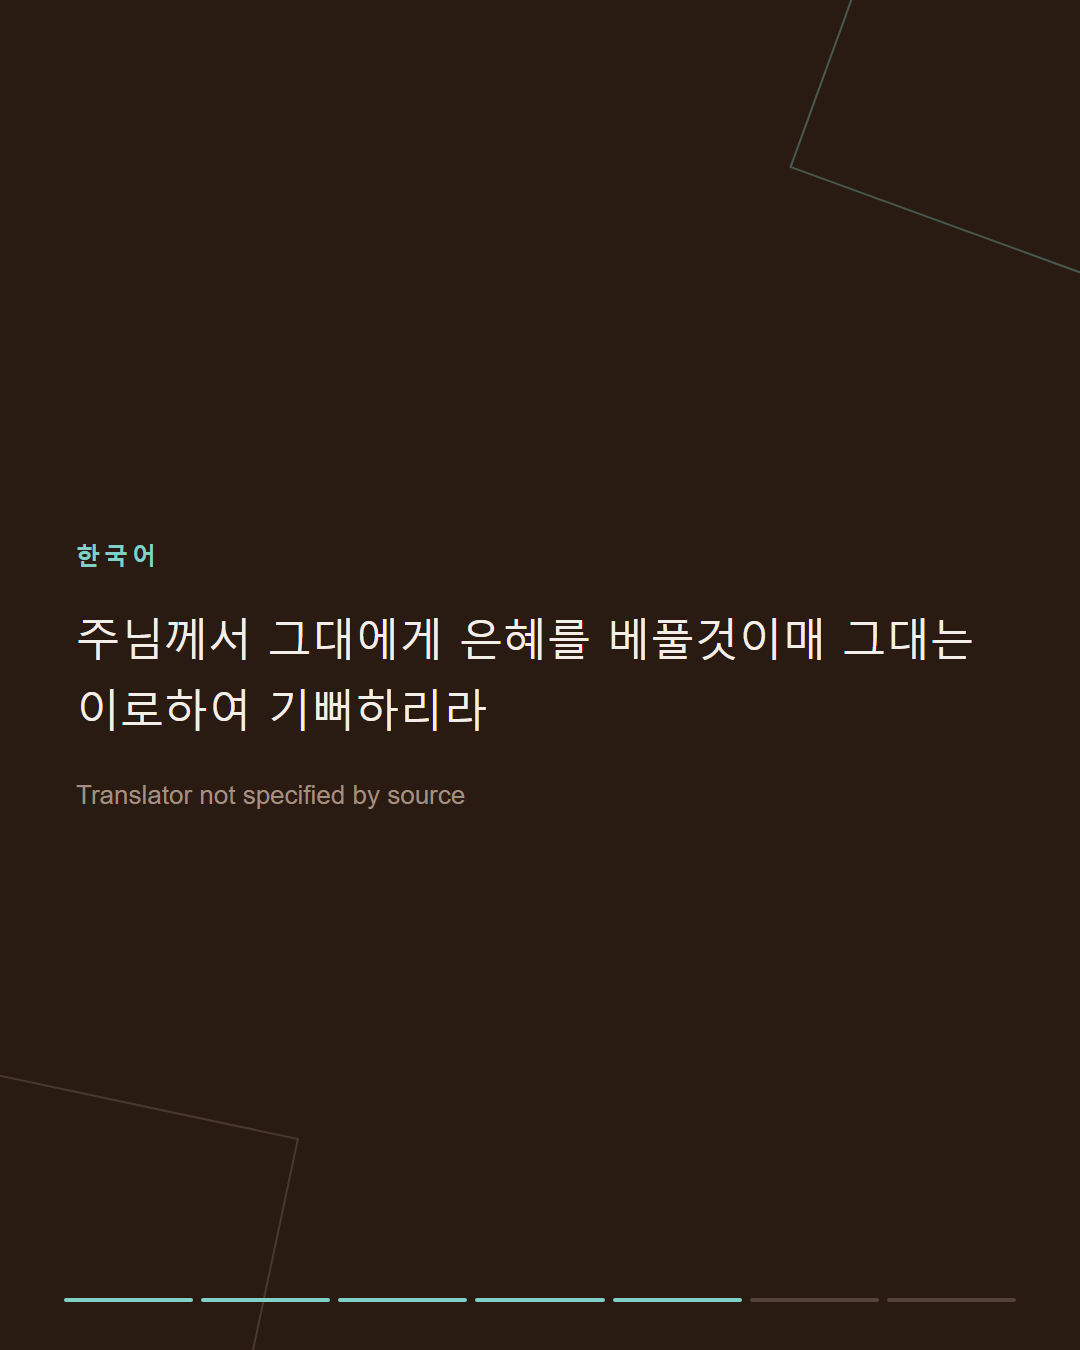 한국어
주님께서 그대에게 은혜를 베풀것이매 그대는
이로하여 기뻐하리라
Translator not specified by source